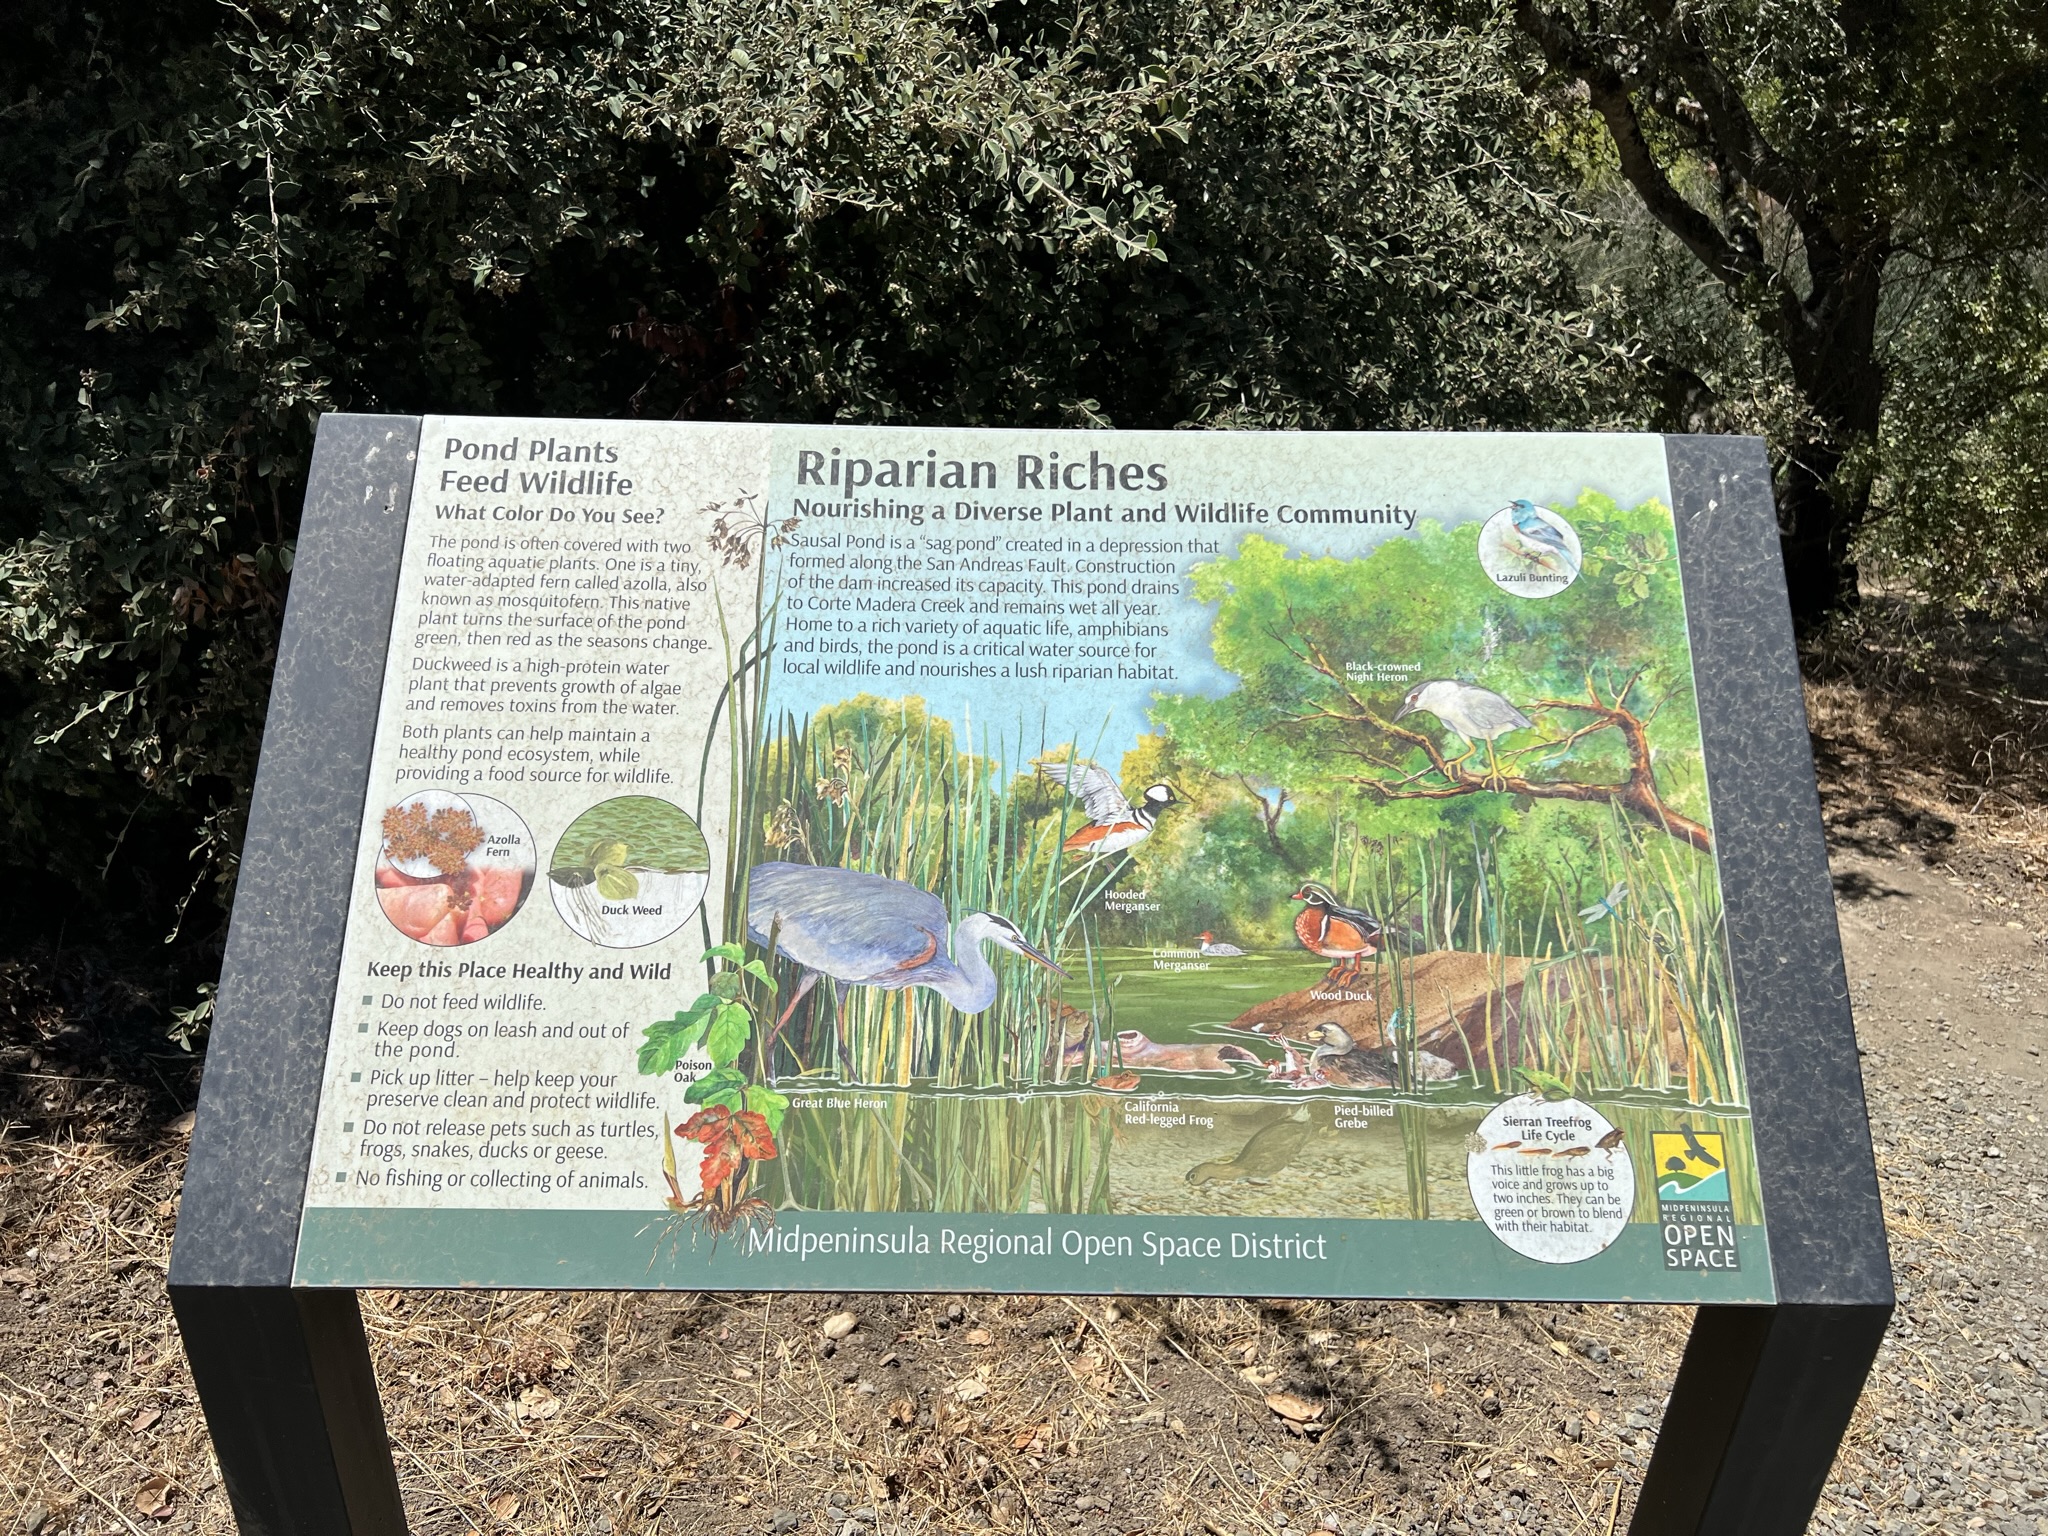 Pond Plants
Feed Wildlife
What Color Do You See?
The pond is often covered with two
floating aquatic plants. One is a tiny,
water-adapted fern called azolla, also
known as mosquitofern. This native
plant turns the surface of the pond
green, then red as the seasons change.
Duckweed is a high-protein water
plant that prevents growth of algae
and removes toxins from the water.
Both plants can help maintain a
healthy pond ecosystem, while
providing a food source for wildlife.
Azolla
Fern
Duck Weed
Keep this Place Healthy and Wild
▪ Do not feed wildlife.
▪ Keep dogs on leash and out of
the pond.
▪ Pick up litter – help keep your
preserve clean and protect wildlife.
▪ Do not release pets such as turtles,
frogs, snakes, ducks or geese.
▪ No fishing or collecting of animals.
Poison
Oak
Riparian Riches
Nourishing a Diverse Plant and Wildlife Community
Sausal Pond is a “sag pond” created in a depression that
formed along the San Andreas Fault. Construction
of the dam increased its capacity. This pond drains
to Corte Madera Creek and remains wet all year.
Home to a rich variety of aquatic life, amphibians
and birds, the pond is a critical water source for
local wildlife and nourishes a lush riparian habitat.
Lazuli Bunting
Black-crowned
Night Heron
Hooded
Merganser
Common
Merganser
Wood Duck
Great Blue Heron
California
Red-legged Frog
Pied-billed
Grebe
Sierran Treefrog
Life Cycle
This little frog has a big
voice and grows up to
two inches. They can be
green or brown to blend
with their habitat.
MIDPENINSULA
REGIONAL
OPEN
SPACE
Midpeninsula Regional Open Space District